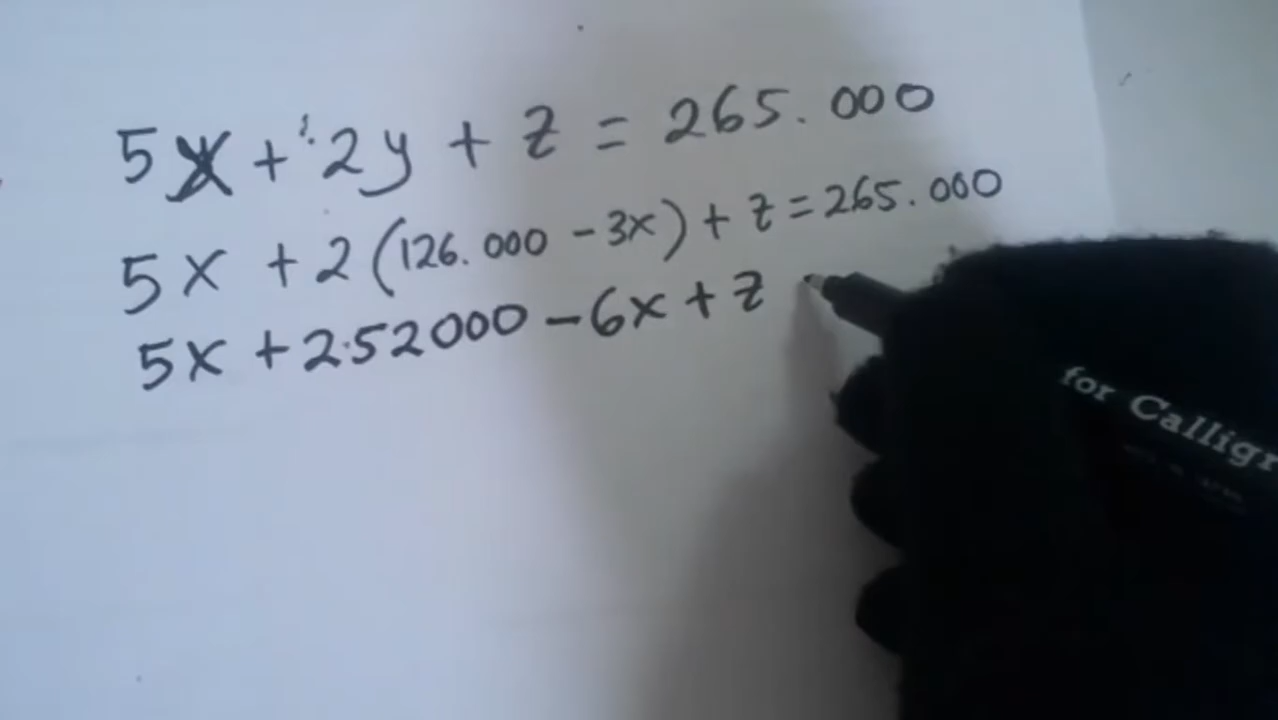 5x + 2y + z = 265.000
5x + 2(126.000 - 3x) + z = 265.000
5x + 252000 - 6x + z
for Calligr